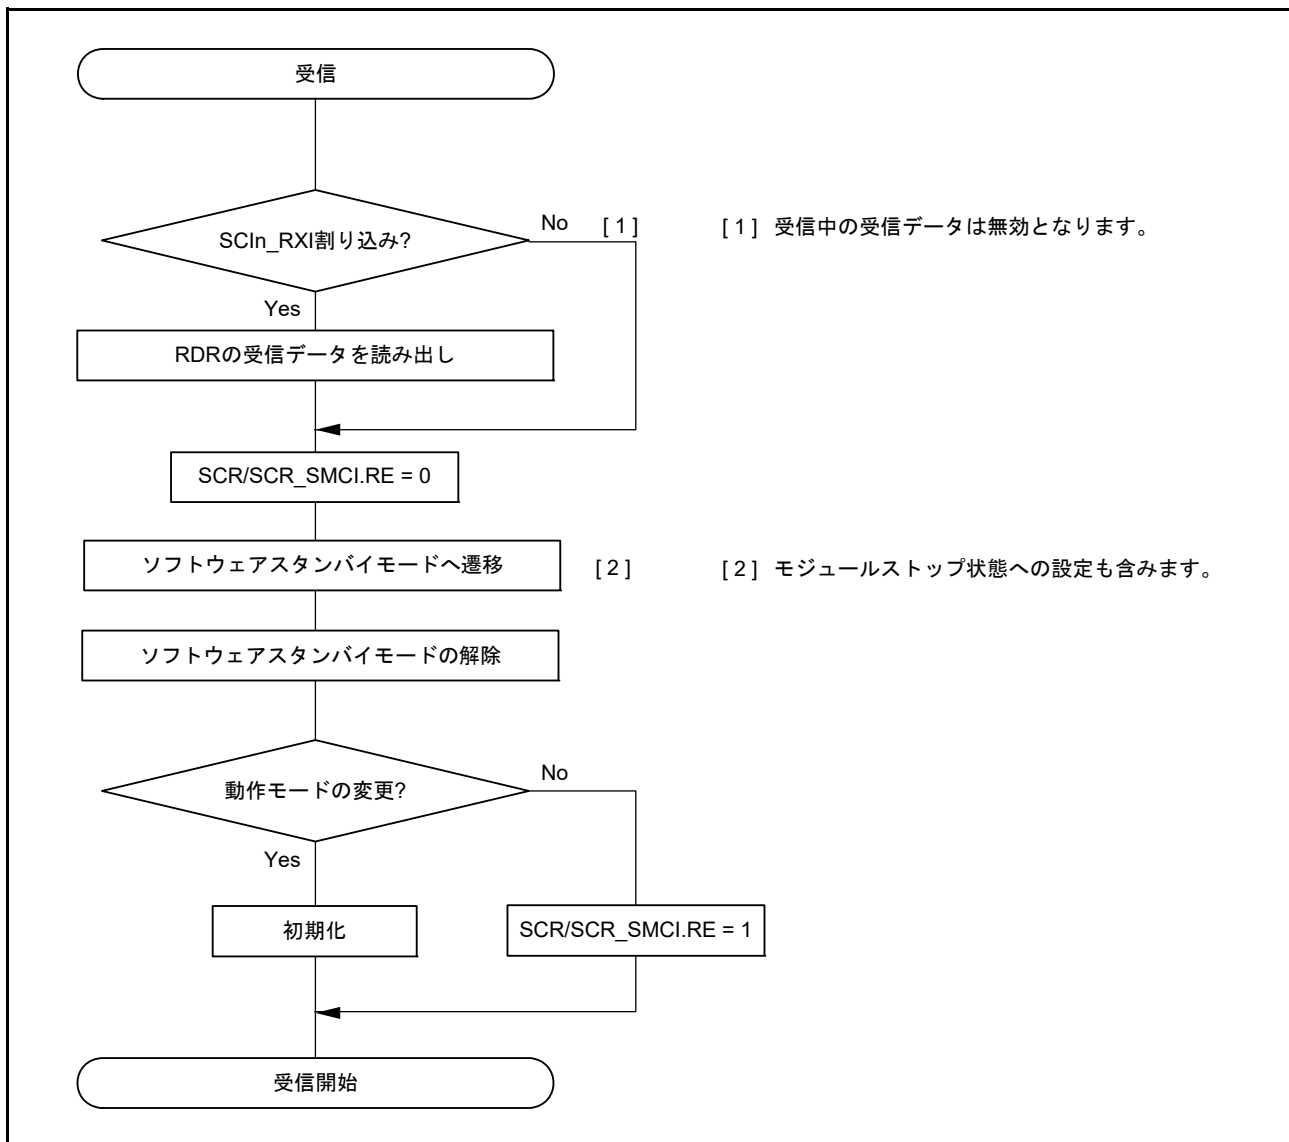 受信
SCIn_RXI割り込み?
No
[ 1 ]
[ 1 ] 受信中の受信データは無効となります。
Yes
RDRの受信データを読み出し
SCR/SCR_SMCI.RE = 0
ソフトウェアスタンバイモードへ遷移
[ 2 ]
[ 2 ] モジュールストップ状態への設定も含みます。
ソフトウェアスタンバイモードの解除
動作モードの変更?
No
Yes
初期化
SCR/SCR_SMCI.RE = 1
受信開始